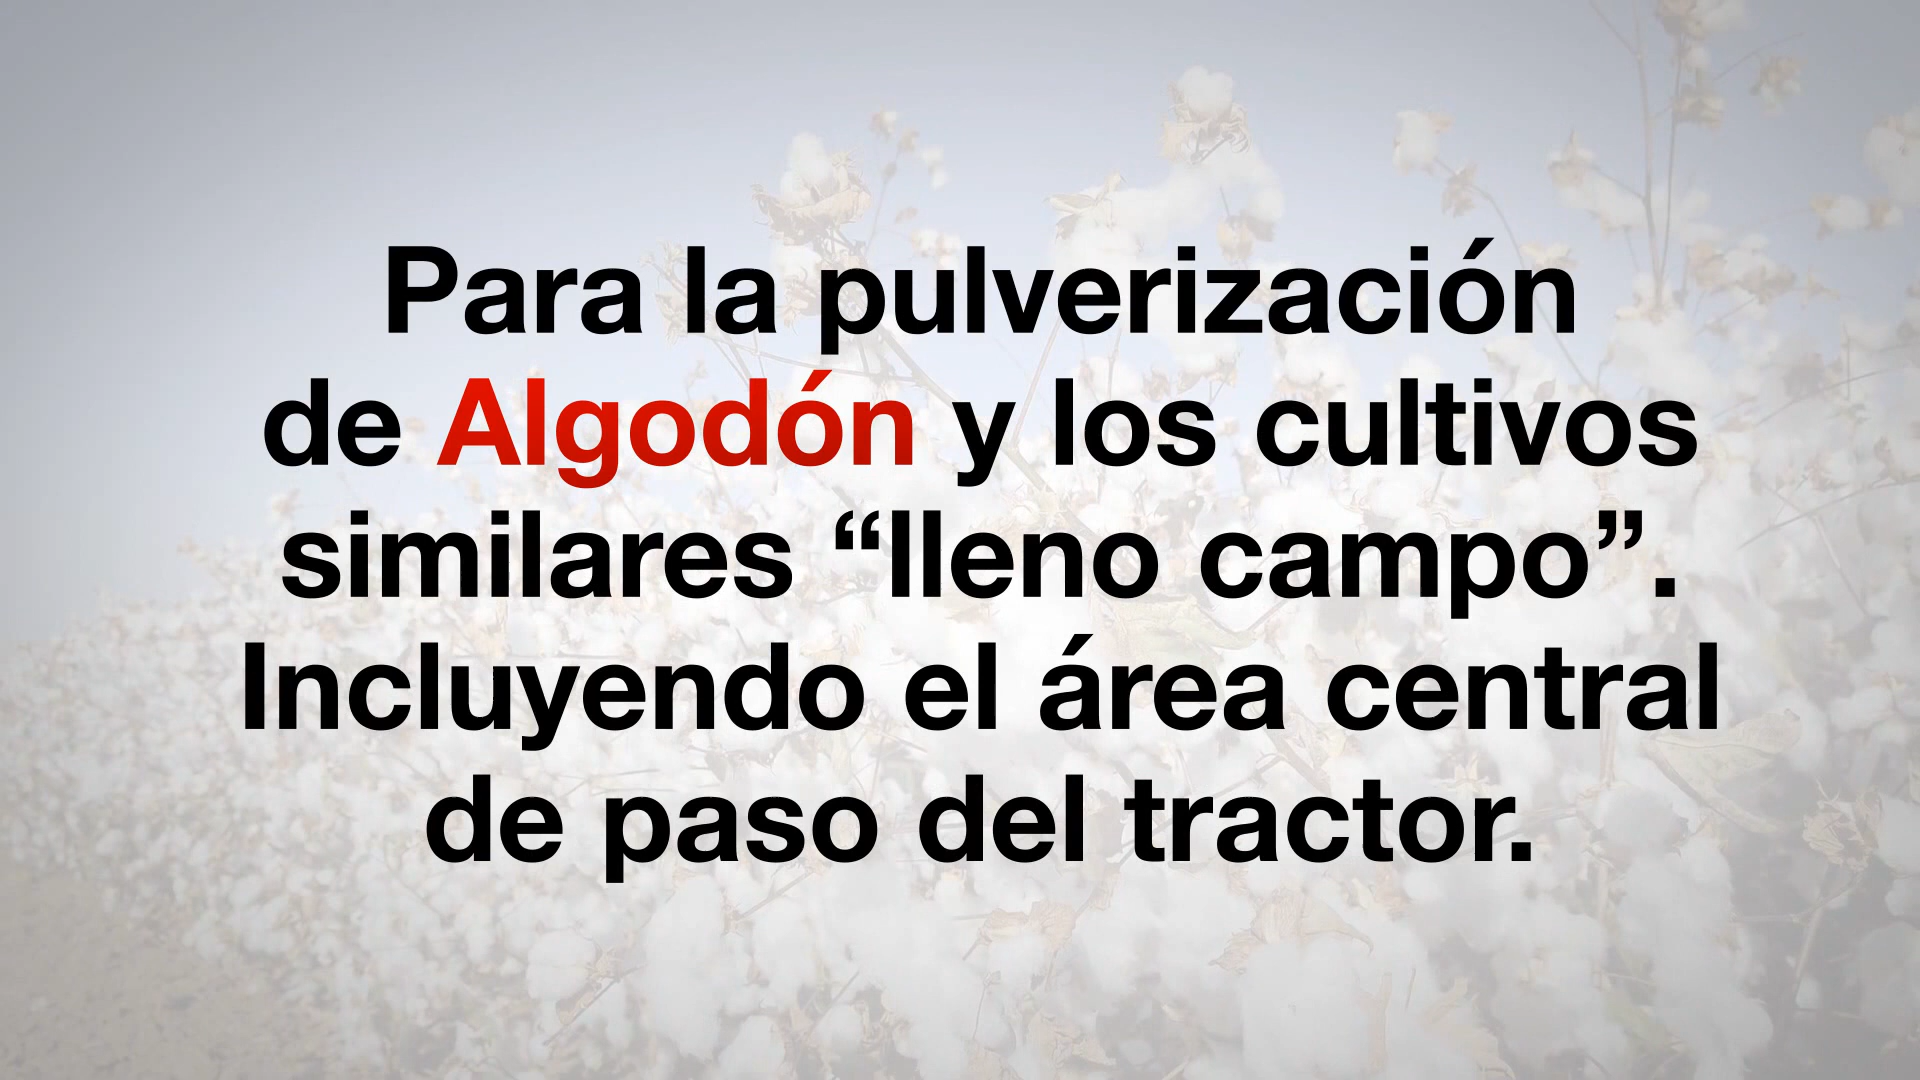 Para la pulverización
de Algodón y los cultivos
similares “lleno campo”.
Incluyendo el área central
de paso del tractor.